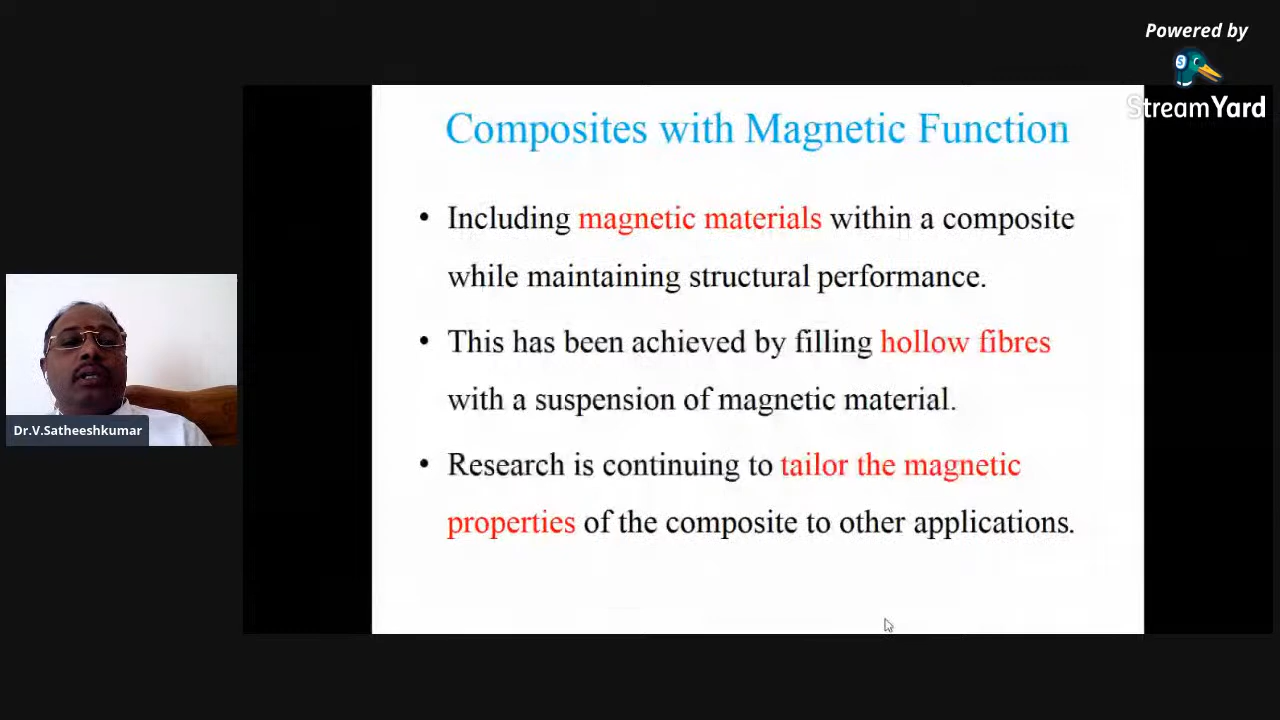 Powered by
StreamYard
Composites with Magnetic Function
• Including magnetic materials within a composite
while maintaining structural performance.
• This has been achieved by filling hollow fibres
with a suspension of magnetic material.
• Research is continuing to tailor the magnetic
properties of the composite to other applications.
Dr.V.Satheeshkumar